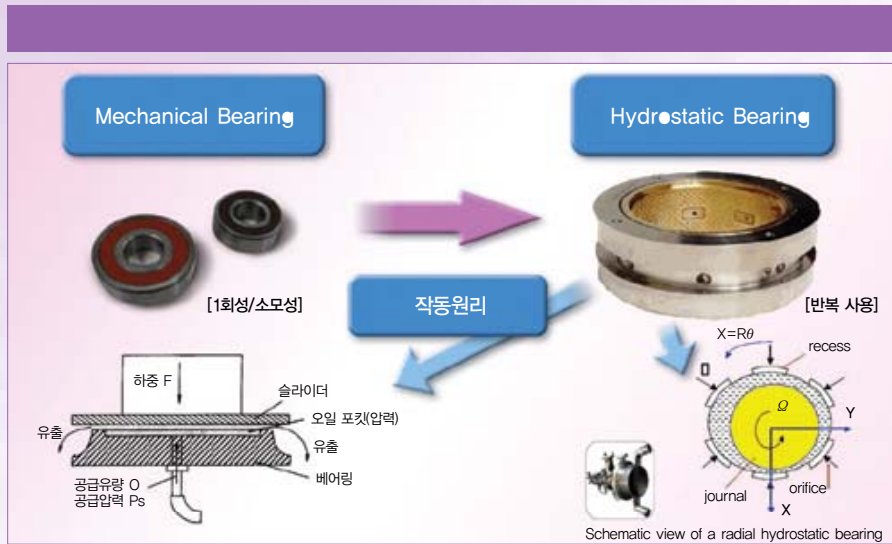 Mechanical Bearing
Hydrostatic Bearing
[1회성/소모성]
작동원리
[반복 사용]
하중 F
슬라이더
오일 포킷(압력)
유출
유출
베어링
공급유량 O
공급압력 Ps
X=Rθ
recess
Ω
Y
journal
orifice
X
Schematic view of a radial hydrostatic bearing